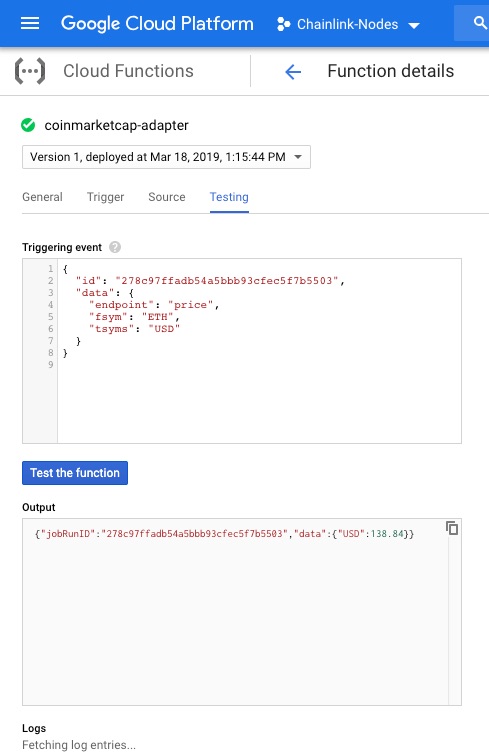 Google Cloud Platform
Chainlink-Nodes
Cloud Functions
Function details
coinmarketcap-adapter
Version 1, deployed at Mar 18, 2019, 1:15:44 PM
General Trigger Source Testing
Triggering event ?
1 {
2 "id": "278c97ffadb54a5bbb93cfec5f7b5503",
3 "data": {
4 "endpoint": "price",
5 "fsym": "ETH",
6 "tsyms": "USD"
7 }
8 }
9
Test the function
Output
{"jobRunID":"278c97ffadb54a5bbb93cfec5f7b5503","data":{"USD":138.84}}
Logs
Fetching log entries...